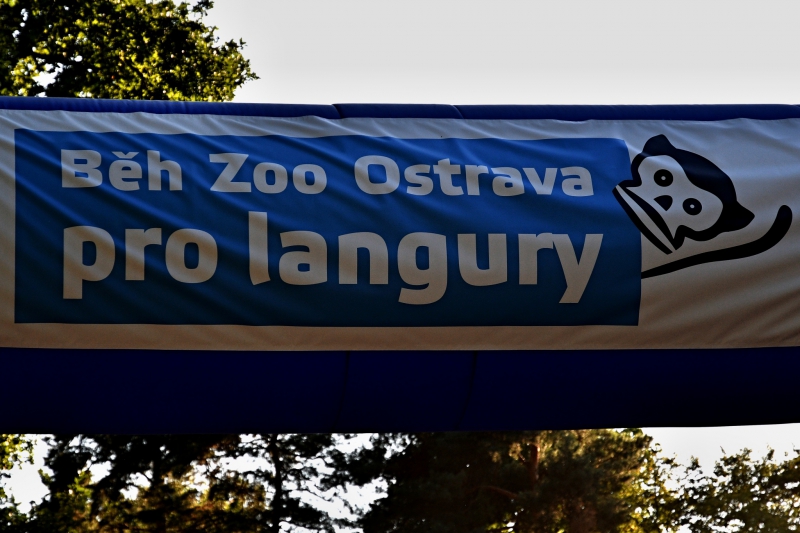 Běh Zoo Ostrava
pro langury